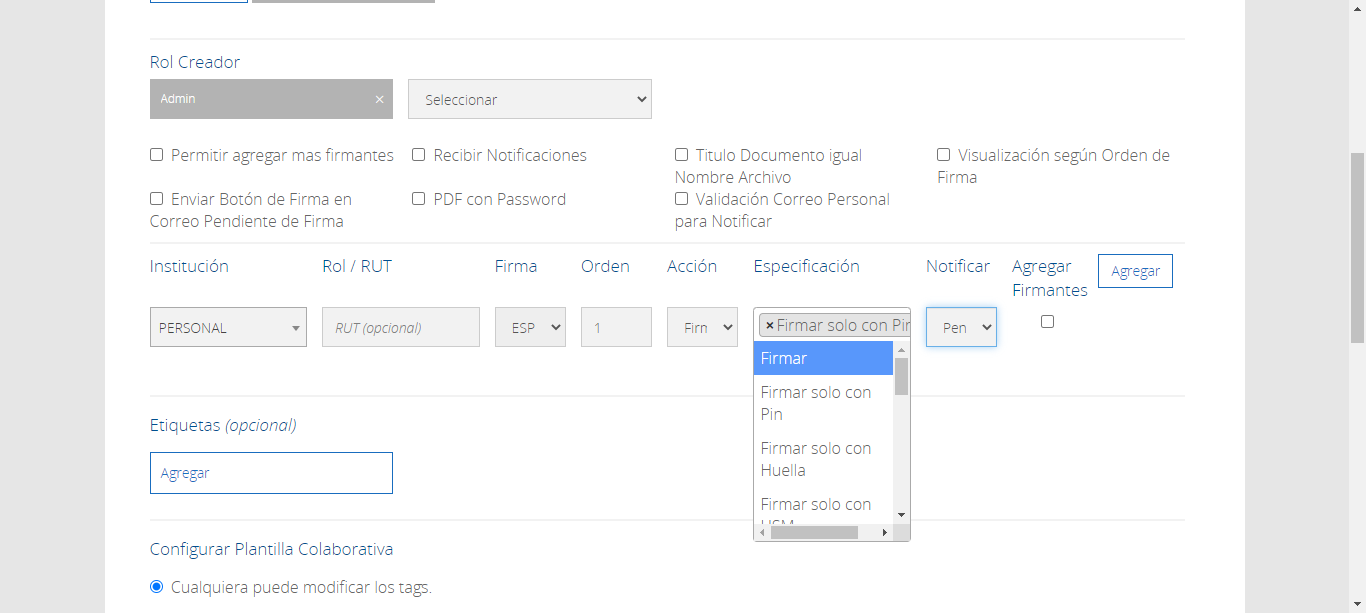 Rol Creador
Admin ×
Seleccionar
Permitir agregar mas firmantes
Recibir Notificaciones
Titulo Documento igual
Nombre Archivo
Visualización según Orden de
Firma
Enviar Botón de Firma en
Correo Pendiente de Firma
PDF con Password
Validación Correo Personal
para Notificar
Institución
Rol / RUT
Firma
Orden
Acción
Especificación
Notificar
Agregar
Firmantes
Agregar
PERSONAL
RUT (opcional)
ESP
1
Firn
× Firmar solo con Pin
Pen
Firmar
Firmar solo con
Pin
Firmar solo con
Huella
Firmar solo con
HSM
Etiquetas (opcional)
Agregar
Configurar Plantilla Colaborativa
Cualquiera puede modificar los tags.